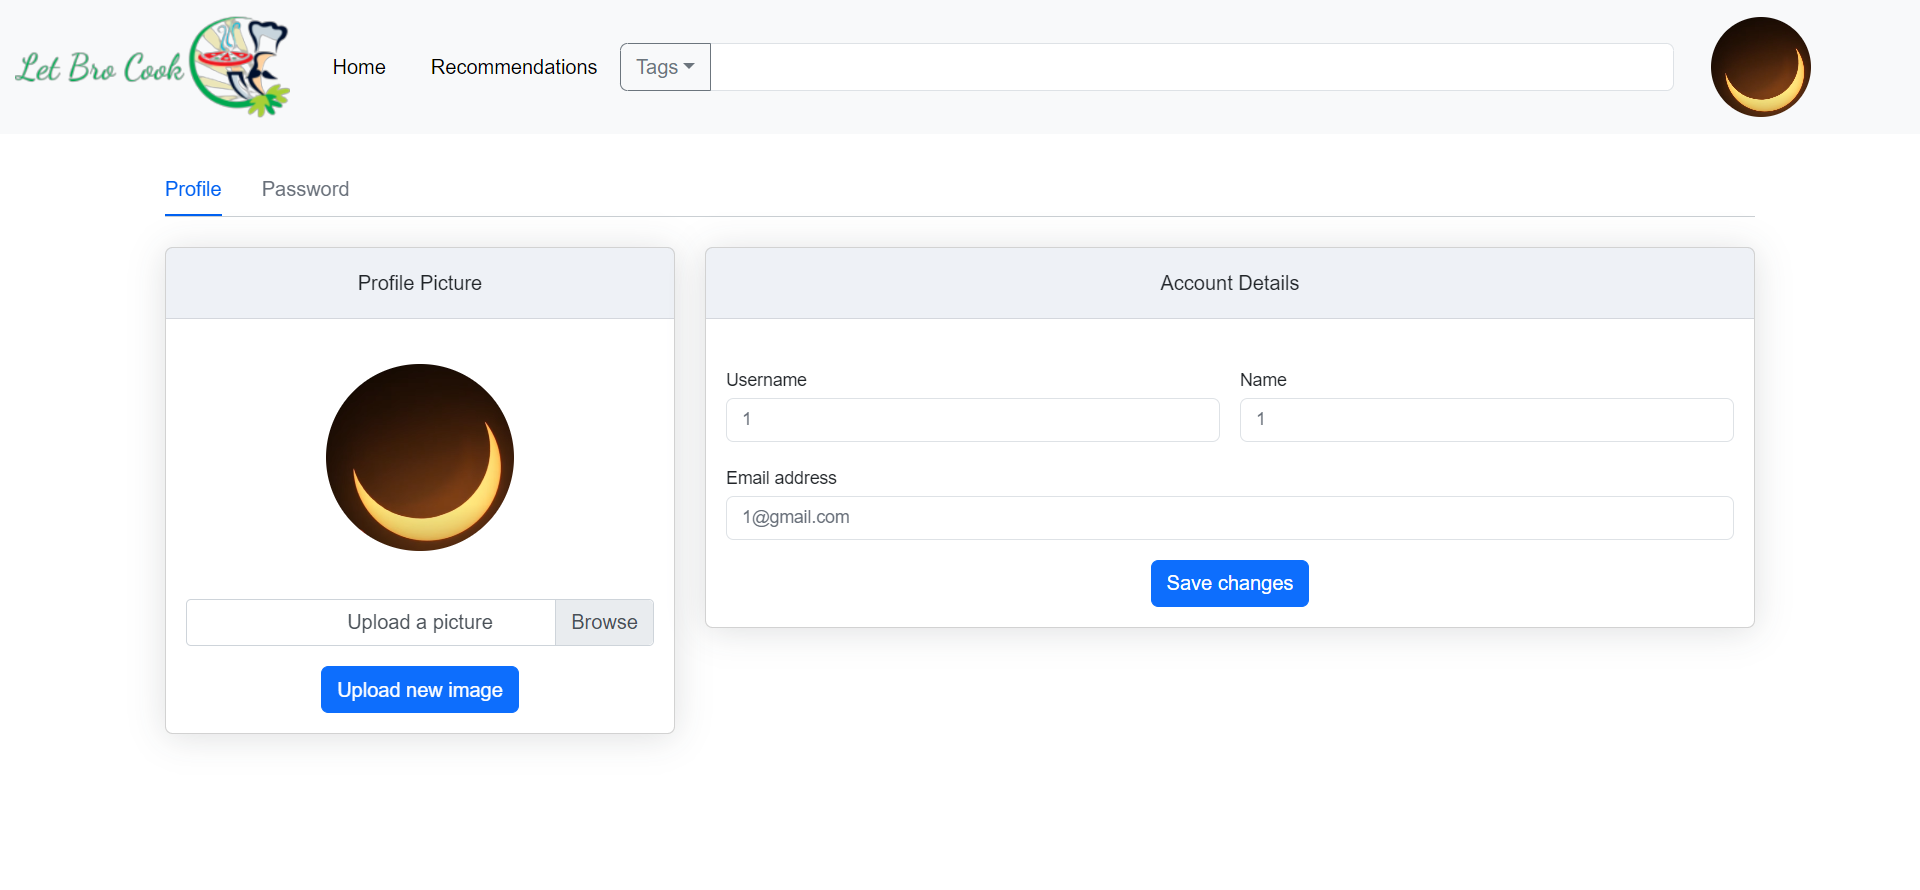 Let Bro Cook
Home
Recommendations
Tags
Profile
Password
Profile Picture
Upload a picture
Browse
Upload new image
Account Details
Username
Name
1
1
Email address
1@gmail.com
Save changes